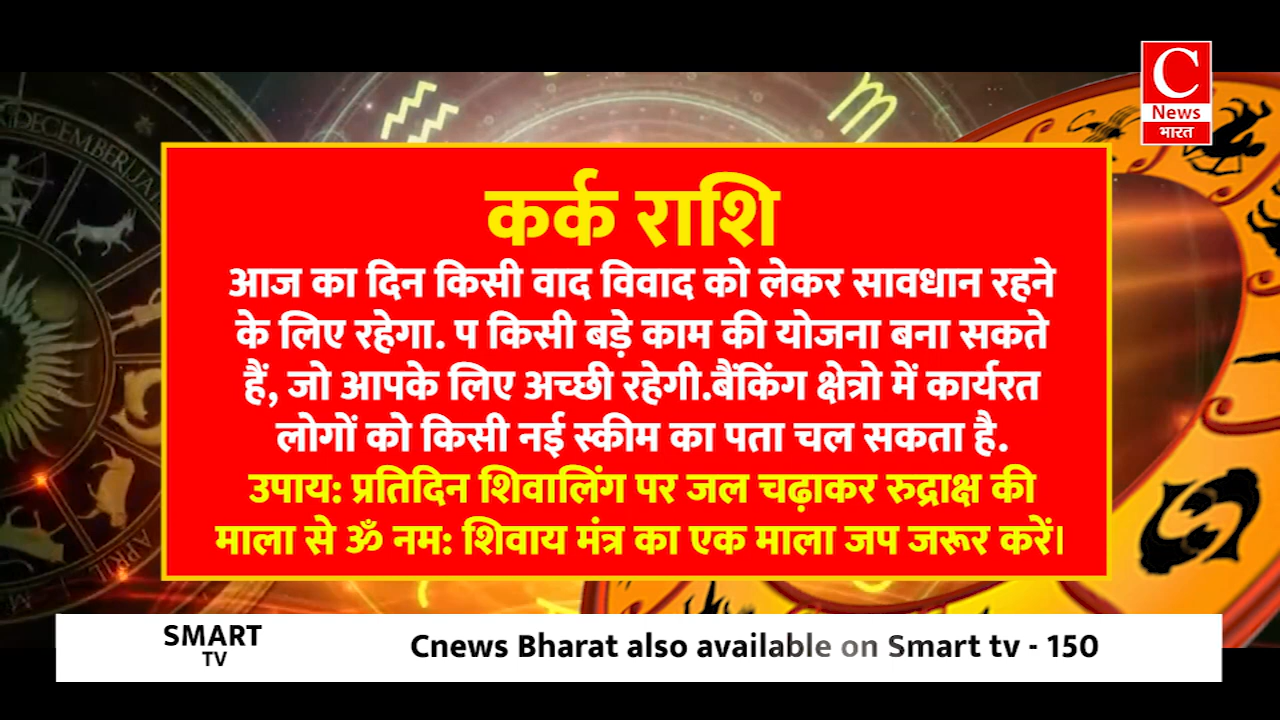 C
News
भारत
DECEMBER
कर्क राशि
आज का दिन किसी वाद विवाद को लेकर सावधान रहने
के लिए रहेगा. प किसी बड़े काम की योजना बना सकते
हैं, जो आपके लिए अच्छी रहेगी.बैंकिंग क्षेत्रो में कार्यरत
लोगों को किसी नई स्कीम का पता चल सकता है.
उपाय: प्रतिदिन शिवालिंग पर जल चढ़ाकर रुद्राक्ष की
माला से ॐ नम: शिवाय मंत्र का एक माला जप जरूर करें।
APRIL
SMART
TV
Cnews Bharat also available on Smart tv - 150